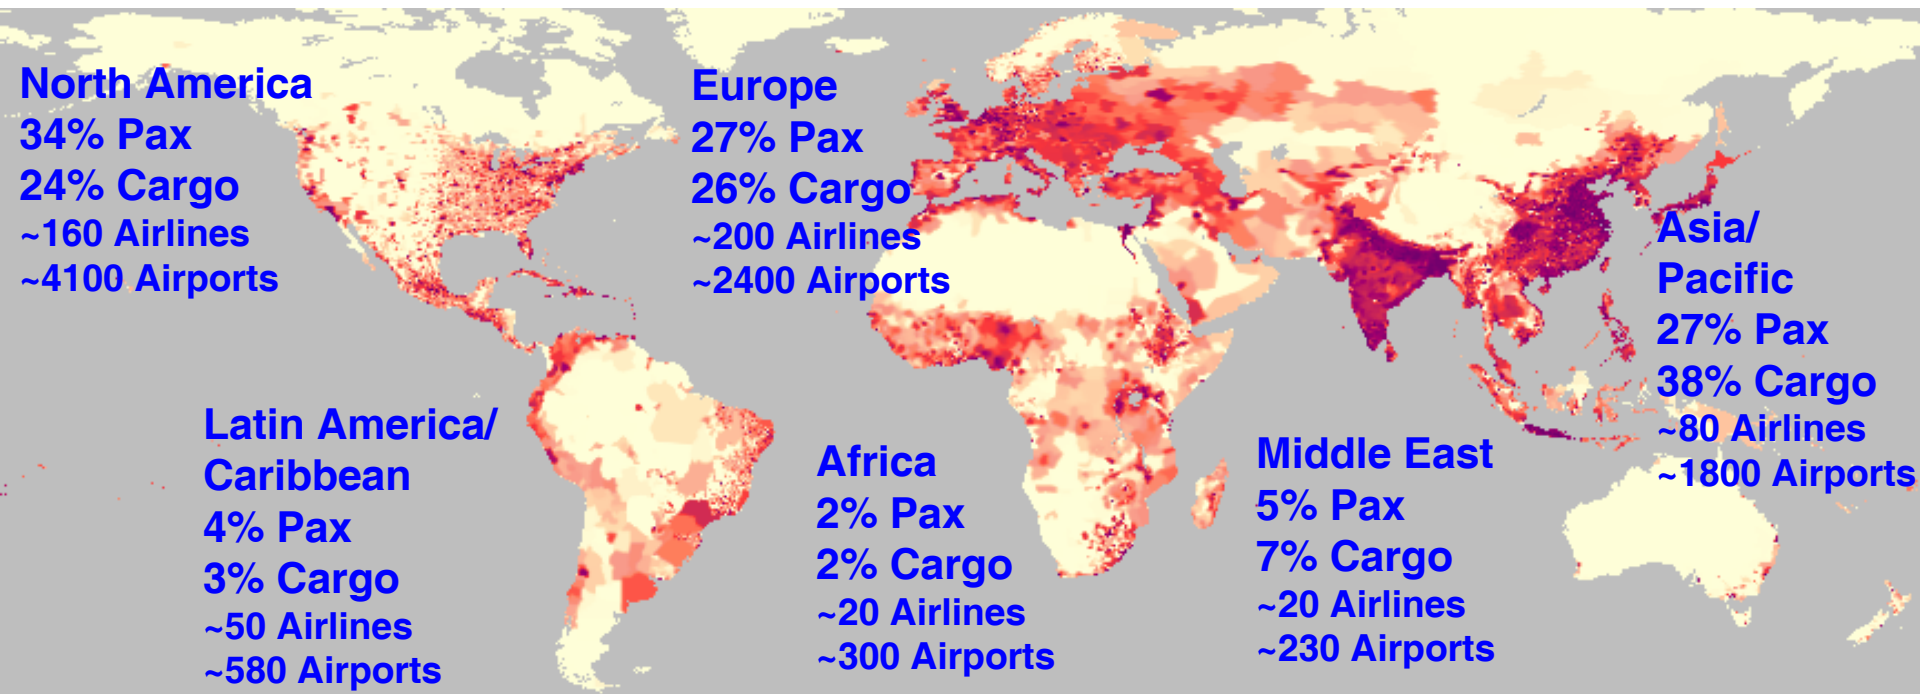 North America
34% Pax
24% Cargo
~160 Airlines
~4100 Airports
Europe
27% Pax
26% Cargo
~200 Airlines
~2400 Airports
Asia/
Pacific
27% Pax
38% Cargo
~80 Airlines
~1800 Airports
Latin America/
Caribbean
4% Pax
3% Cargo
~50 Airlines
~580 Airports
Africa
2% Pax
2% Cargo
~20 Airlines
~300 Airports
Middle East
5% Pax
7% Cargo
~20 Airlines
~230 Airports